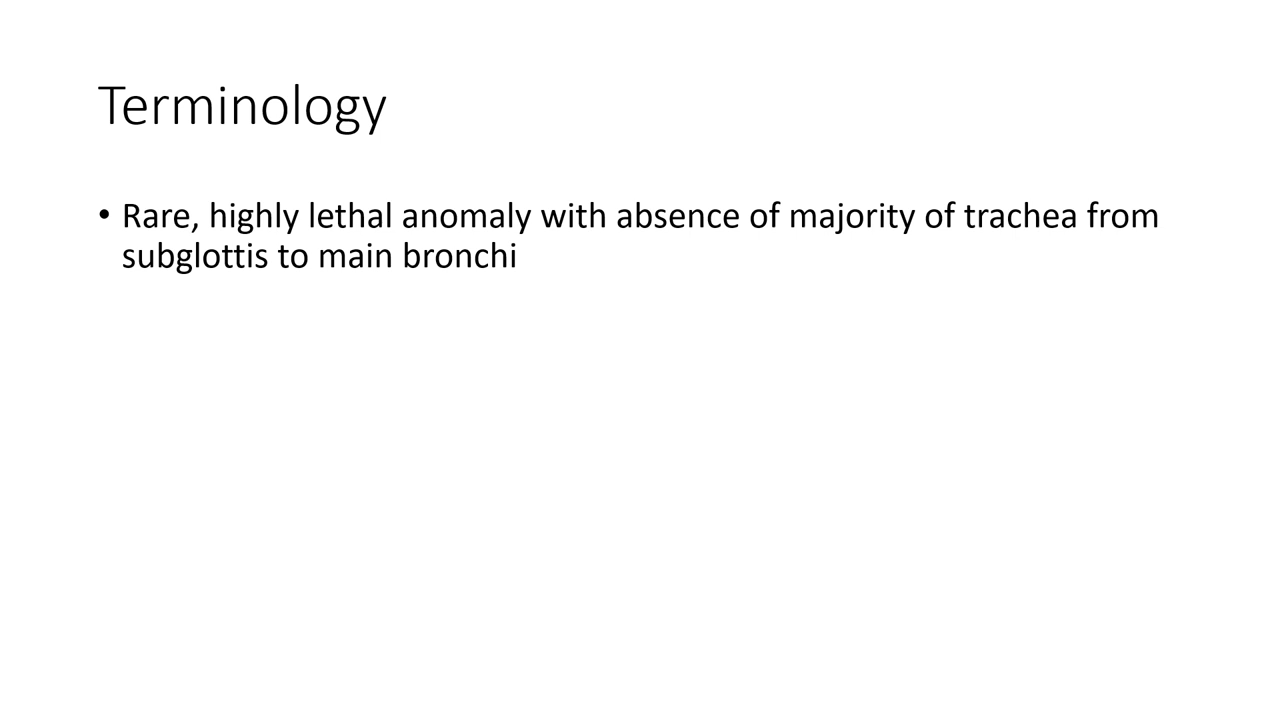 Terminology
• Rare, highly lethal anomaly with absence of majority of trachea from
subglottis to main bronchi